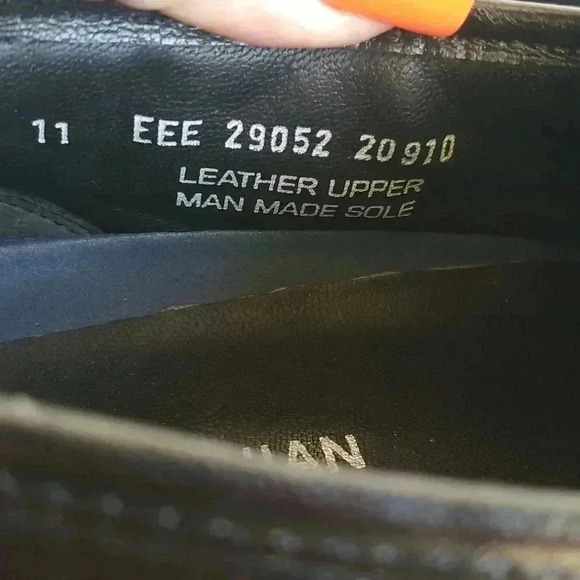 11 EEE 29052 20910
LEATHER UPPER
MAN MADE SOLE